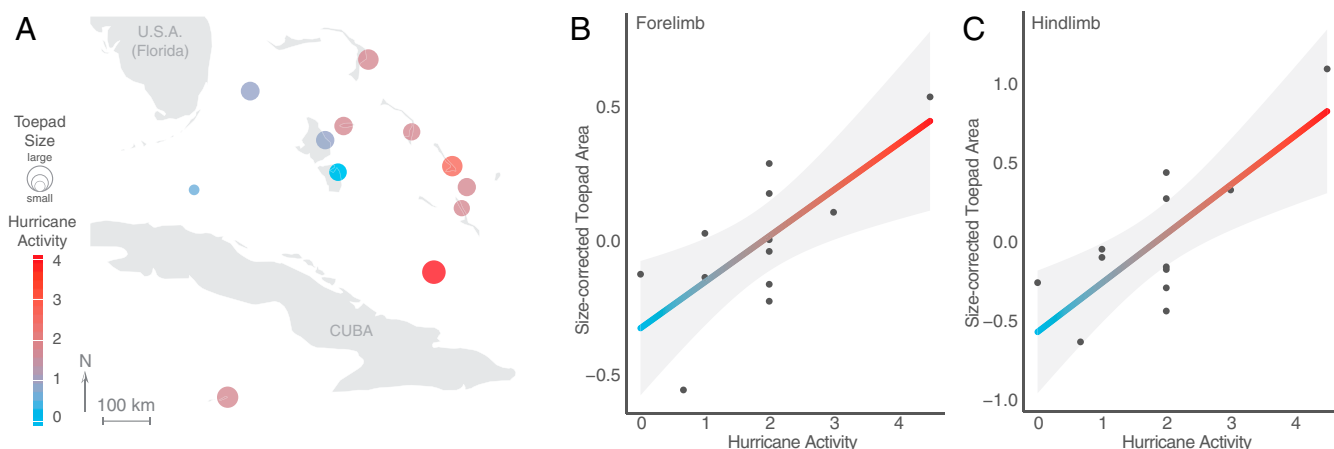 A
U.S.A.
(Florida)
Toepad
Size
large
small
Hurricane
Activity
4
3
2
1
0
N
100 km
CUBA
B
Forelimb
Size-corrected Toepad Area
0.5
0.0
−0.5
0
1
2
3
4
Hurricane Activity
C
Hindlimb
Size-corrected Toepad Area
1.0
0.5
0.0
−0.5
−1.0
0
1
2
3
4
Hurricane Activity